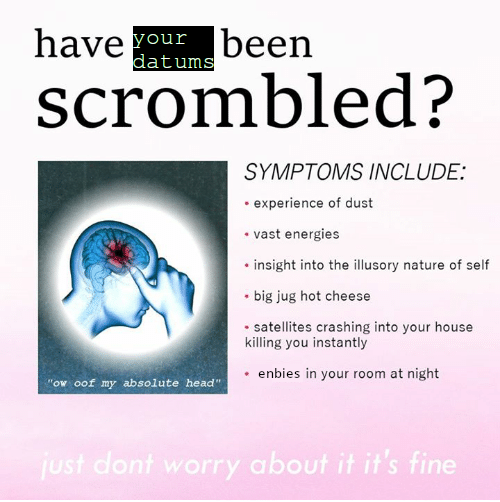 have your datums been
scrombled?
SYMPTOMS INCLUDE:
• experience of dust
• vast energies
• insight into the illusory nature of self
• big jug hot cheese
• satellites crashing into your house
killing you instantly
• enbies in your room at night
"ow oof my absolute head"
just dont worry about it it's fine